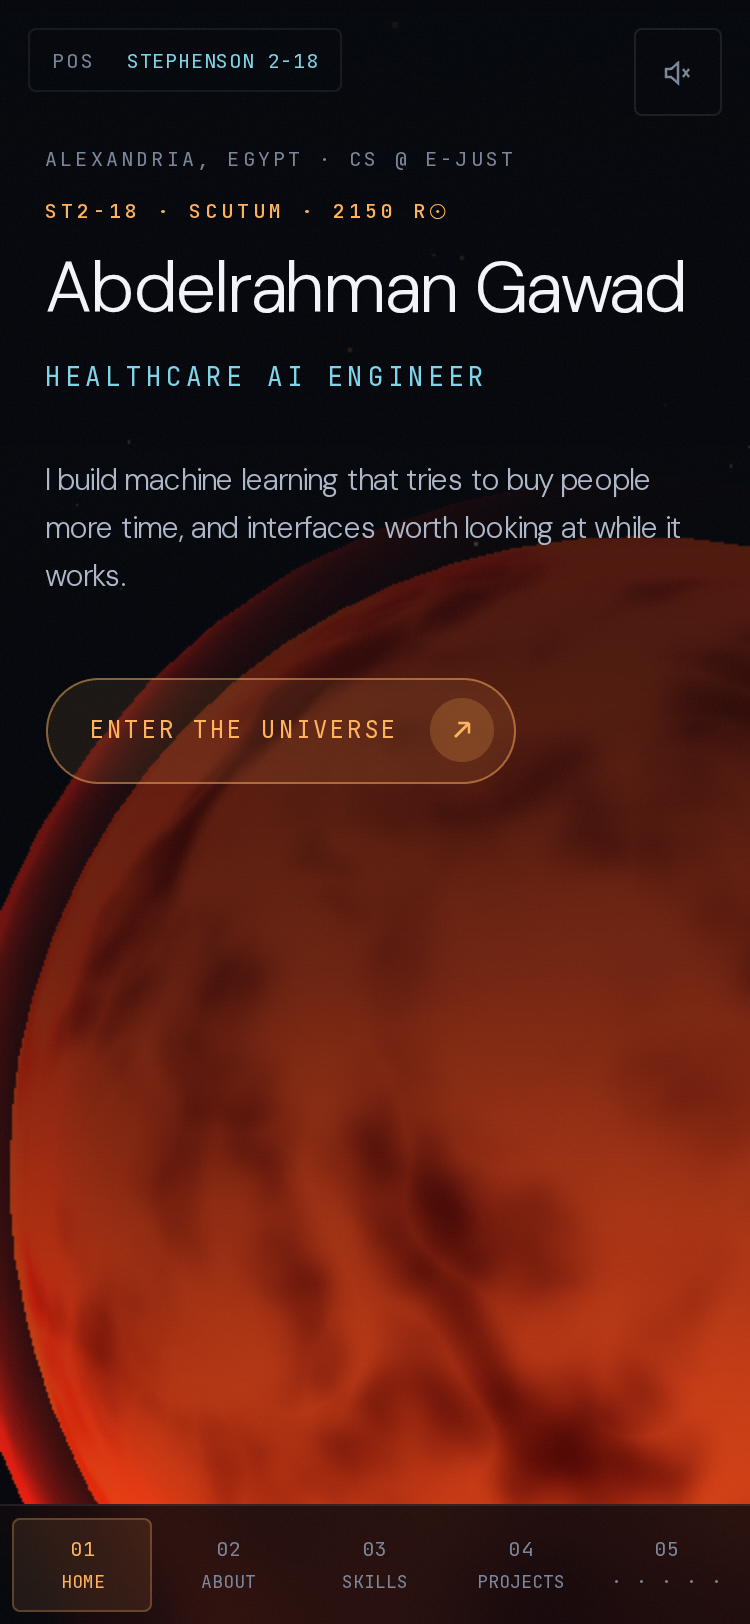 POS STEPHENSON 2-18
ALEXANDRIA, EGYPT · CS @ E-JUST
ST2-18 · SCUTUM · 2150 R☉
Abdelrahman Gawad
HEALTHCARE AI ENGINEER
I build machine learning that tries to buy people
more time, and interfaces worth looking at while it
works.
ENTER THE UNIVERSE
01 02 03 04 05
HOME ABOUT SKILLS PROJECTS · · · · ·